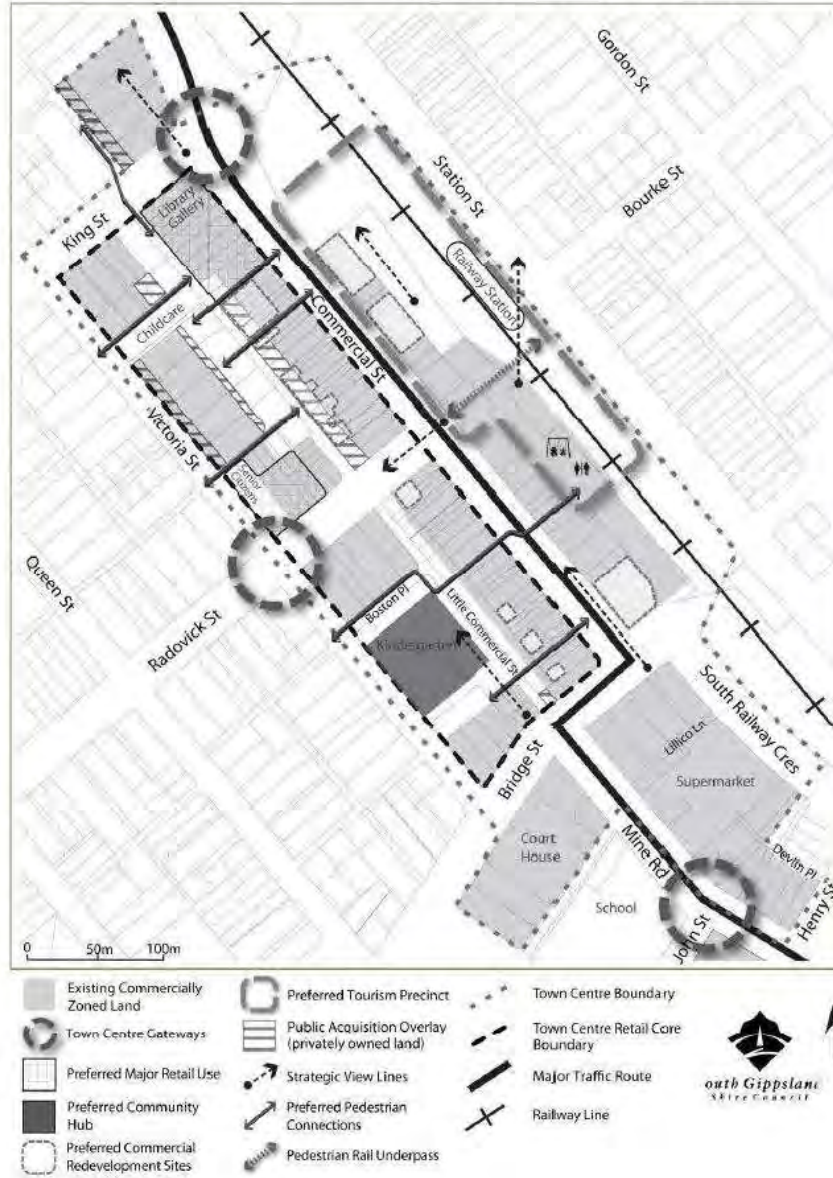 Gordon St
Station St
Bourke St
King St
Library
Gallery
Railway Station
Childcare
Commercial St
Victoria St
Senior
Citizens
Queen St
Radovick St
Boston Pl
Little Commercial St
Kindergarten
South Railway Cres
Bridge St
Lillico Ln
Supermarket
Court
House
Mine Rd
Devlin Pl
School
John St
Henry St
0 50m 100m
Existing Commercially
Zoned Land
Town Centre Gateways
Preferred Major Retail Use
Preferred Community
Hub
Preferred Commercial
Redevelopment Sites
Preferred Tourism Precinct
Public Acquisition Overlay
(privately owned land)
Strategic View Lines
Preferred Pedestrian
Connections
Pedestrian Rail Underpass
Town Centre Boundary
Town Centre Retail Core
Boundary
Major Traffic Route
Railway Line
outh Gippsland
Shire Council